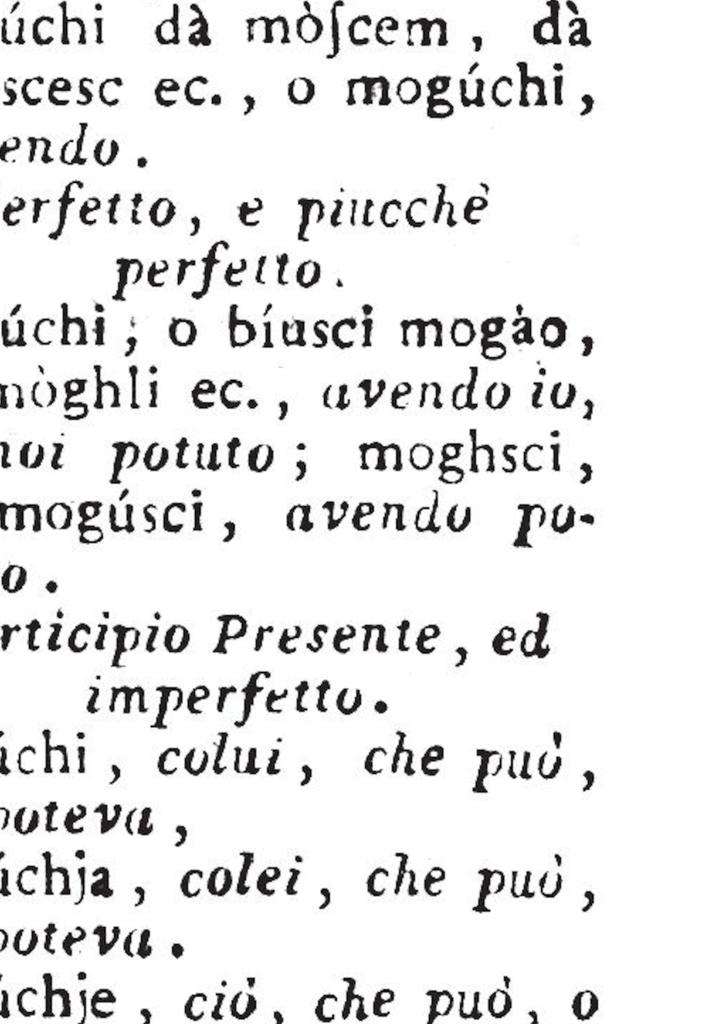 úchi dà mòſcem , dà
scesc ec. , o mogúchi ,
endo .
erfetto , e piucchè
perfetto .
úchi ; o bíusci mogào ,
mòghli ec. , avendo io,
noi potuto ; moghsci ,
mogúsci , avendo po-
o .
rticipio Presente , ed
imperfetto .
úchi , colui , che può ,
poteva ,
úchja , colei , che può ,
poteva .
úchje , ciò , che può , o